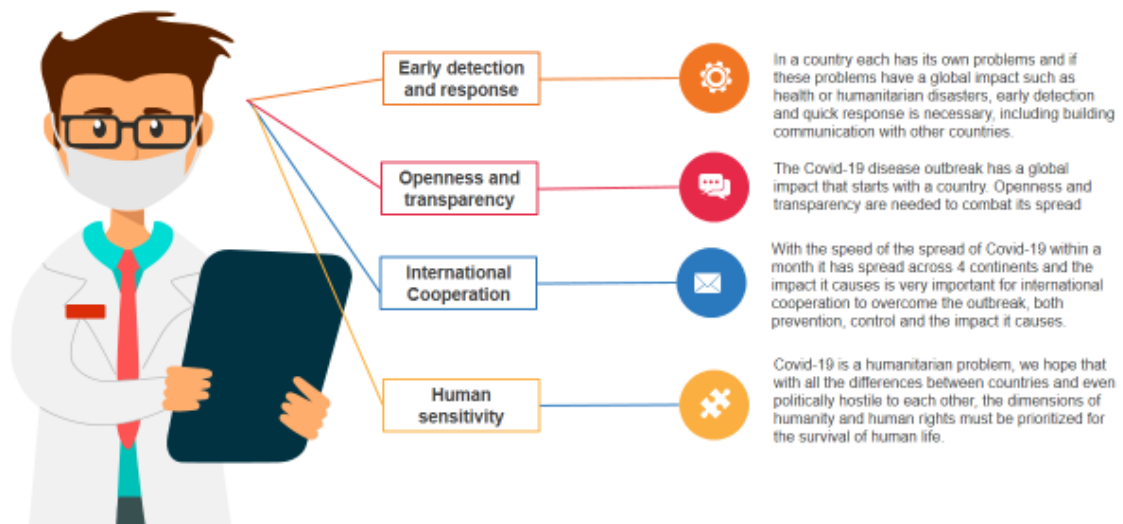 Early detection
and response
In a country each has its own problems and if
these problems have a global impact such as
health or humanitarian disasters, early detection
and quick response is necessary, including building
communication with other countries.
Openness and
transparency
The Covid-19 disease outbreak has a global
impact that starts with a country. Openness and
transparency are needed to combat its spread
International
Cooperation
With the speed of the spread of Covid-19 within a
month it has spread across 4 continents and the
impact it causes is very important for international
cooperation to overcome the outbreak, both
prevention, control and the impact it causes.
Human
sensitivity
Covid-19 is a humanitarian problem, we hope that
with all the differences between countries and even
politically hostile to each other, the dimensions of
humanity and human rights must be prioritized for
the survival of human life.